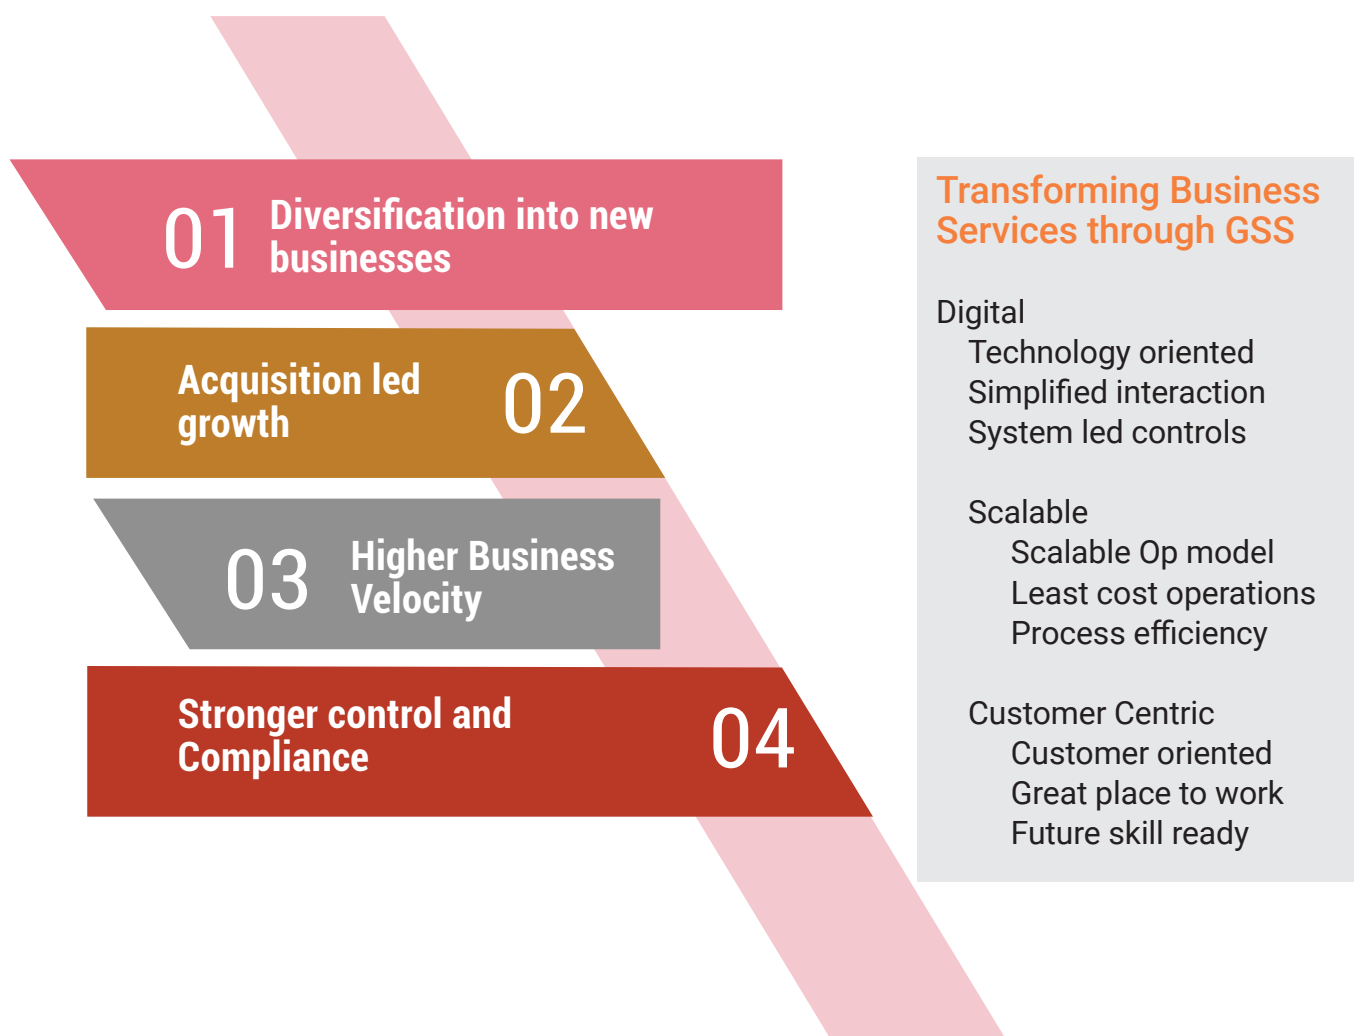 01
Diversification into new
businesses
Acquisition led
growth
02
03
Higher Business
Velocity
Stronger control and
Compliance
04
Transforming Business
Services through GSS
Digital
Technology oriented
Simplified interaction
System led controls
Scalable
Scalable Op model
Least cost operations
Process efficiency
Customer Centric
Customer oriented
Great place to work
Future skill ready